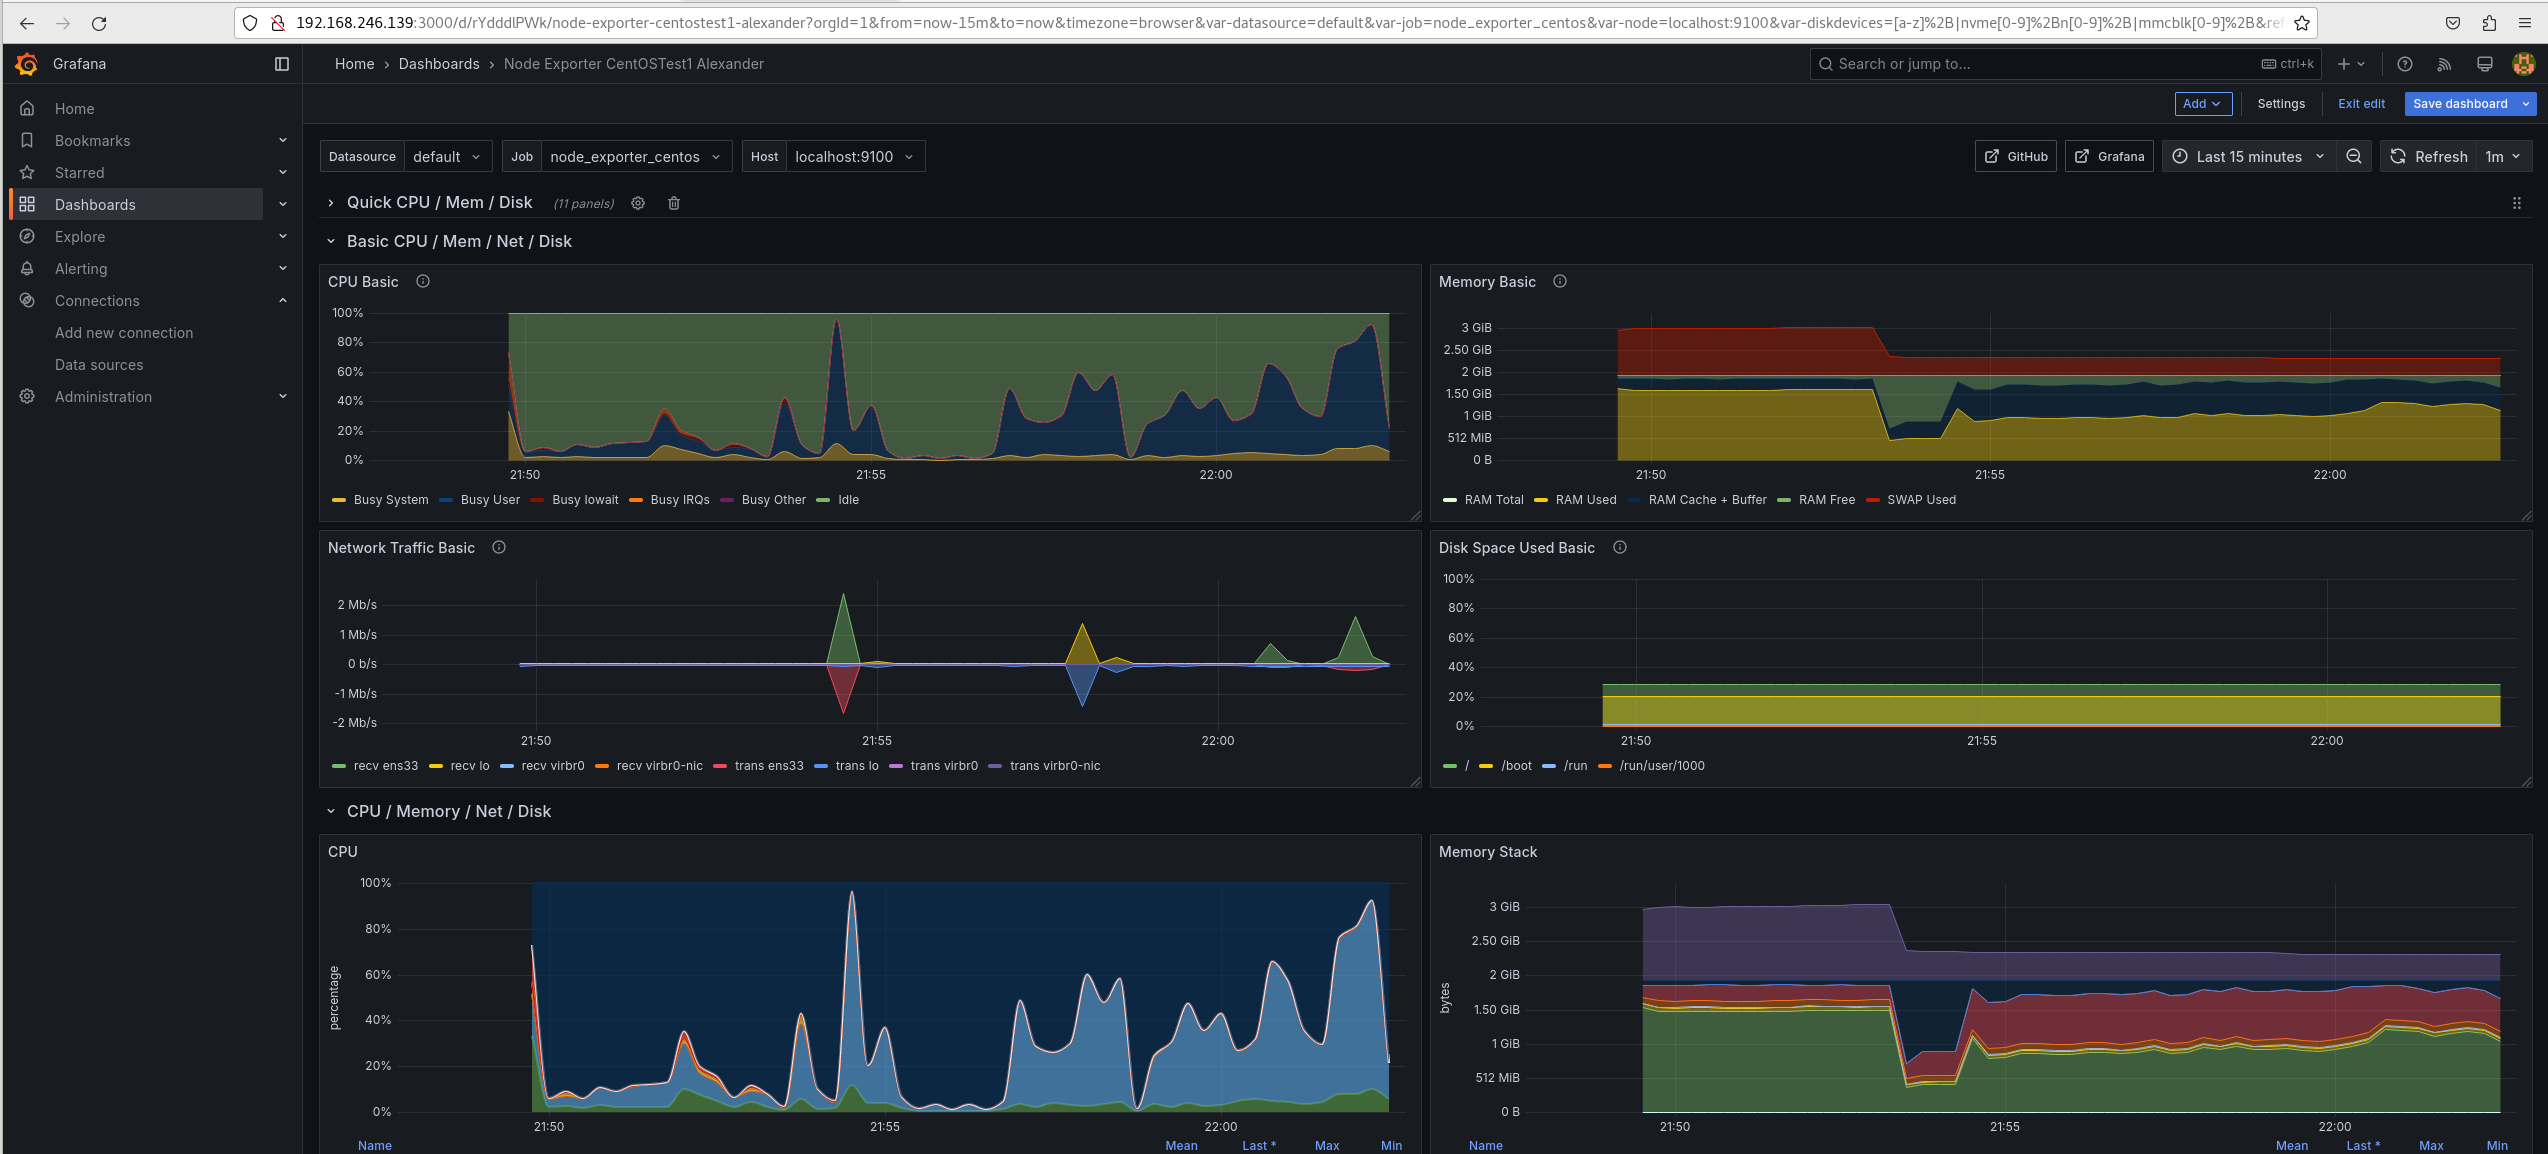 192.168.246.139:3000/d/rYdddlPWk/node-exporter-centostest1-alexander?orgId=1&from=now-15m&to=now&timezone=browser&var-datasource=default&var-job=node_exporter_centos&var-node=localhost:9100&var-diskdevices=[a-z]%2B|nvme[0-9]%2Bn[0-9]%2B|mmcblk[0-9]%2B&ref
Grafana
Home › Dashboards › Node Exporter CentOSTest1 Alexander
Search or jump to...
ctrl+k
Home
Bookmarks
Starred
Dashboards
Explore
Alerting
Connections
Add new connection
Data sources
Administration
Add
Settings
Exit edit
Save dashboard
Datasource default
Job node_exporter_centos
Host localhost:9100
GitHub
Grafana
Last 15 minutes
Refresh
1m
Quick CPU / Mem / Disk (11 panels)
Basic CPU / Mem / Net / Disk
CPU Basic
100%
80%
60%
40%
20%
0%
21:50 21:55 22:00
Busy System Busy User Busy Iowait Busy IRQs Busy Other Idle
Memory Basic
3 GiB
2.50 GiB
2 GiB
1.50 GiB
1 GiB
512 MiB
0 B
21:50 21:55 22:00
RAM Total RAM Used RAM Cache + Buffer RAM Free SWAP Used
Network Traffic Basic
2 Mb/s
1 Mb/s
0 b/s
-1 Mb/s
-2 Mb/s
21:50 21:55 22:00
recv ens33 recv lo recv virbr0 recv virbr0-nic trans ens33 trans lo trans virbr0 trans virbr0-nic
Disk Space Used Basic
100%
80%
60%
40%
20%
0%
21:50 21:55 22:00
/ /boot /run /run/user/1000
CPU / Memory / Net / Disk
CPU
percentage
100%
80%
60%
40%
20%
0%
21:50 21:55 22:00
Name Mean Last * Max Min
Memory Stack
bytes
3 GiB
2.50 GiB
2 GiB
1.50 GiB
1 GiB
512 MiB
0 B
21:50 21:55 22:00
Name Mean Last * Max Min